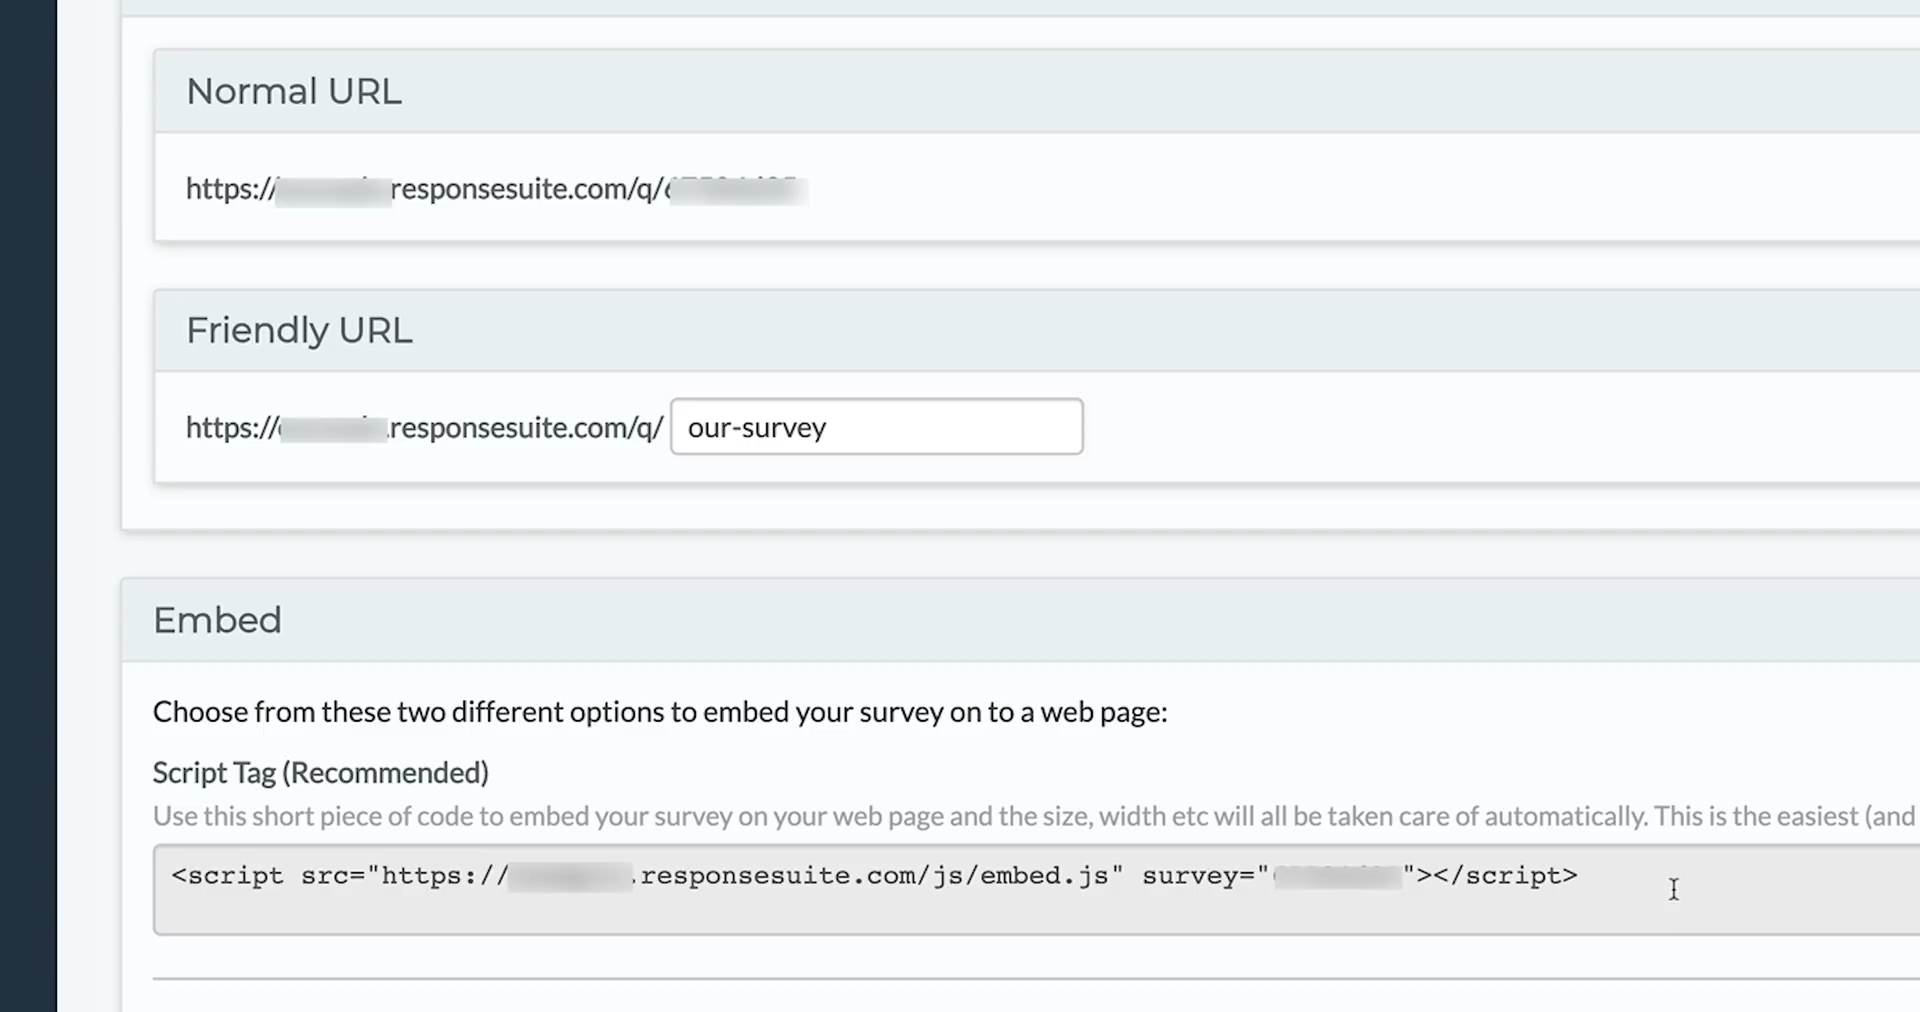 Normal URL
https:// responsesuite.com/q/
Friendly URL
https:// .responsesuite.com/q/ our-survey
Embed
Choose from these two different options to embed your survey on to a web page:
Script Tag (Recommended)
Use this short piece of code to embed your survey on your web page and the size, width etc will all be taken care of automatically. This is the easiest (and
<script src="https:// .responsesuite.com/js/embed.js" survey=" "></script>